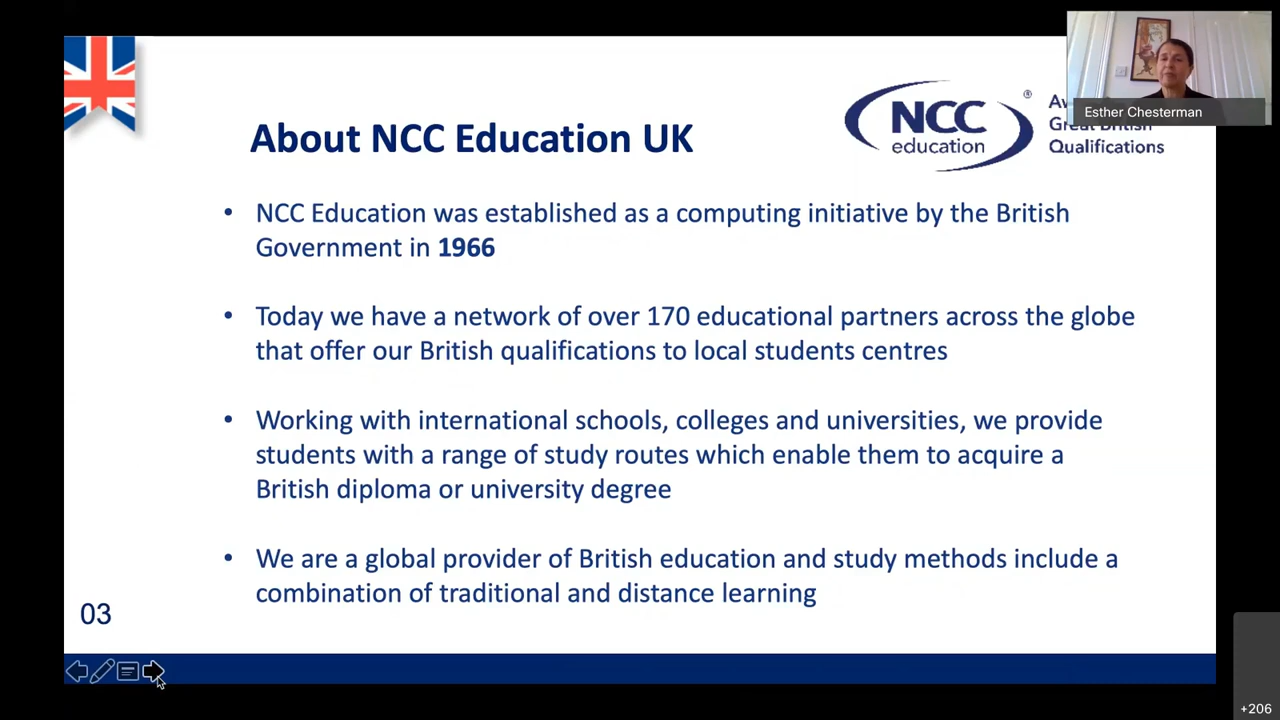 About NCC Education UK
NCC
education
®
Great British
Qualifications
Esther Chesterman
• NCC Education was established as a computing initiative by the British
Government in 1966
• Today we have a network of over 170 educational partners across the globe
that offer our British qualifications to local students centres
• Working with international schools, colleges and universities, we provide
students with a range of study routes which enable them to acquire a
British diploma or university degree
• We are a global provider of British education and study methods include a
combination of traditional and distance learning
03
+206